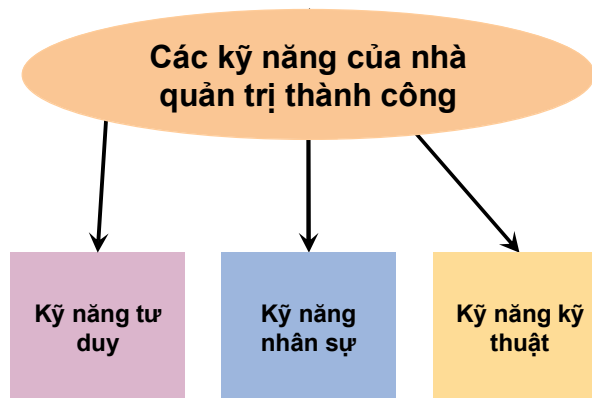 Các kỹ năng của nhà
quản trị thành công
Kỹ năng tư
duy
Kỹ năng
nhân sự
Kỹ năng kỹ
thuật